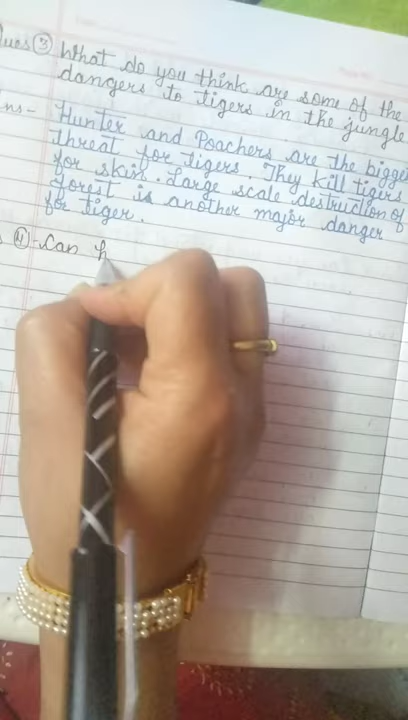 Ques ③ What do you think are some of the
dangers to tigers in the jungle
Ans- Hunter and Poachers are the bigges
threat for tigers. They kill tigers
for skin. Large scale destruction of
forest is another major danger
for tiger.
④ Can h